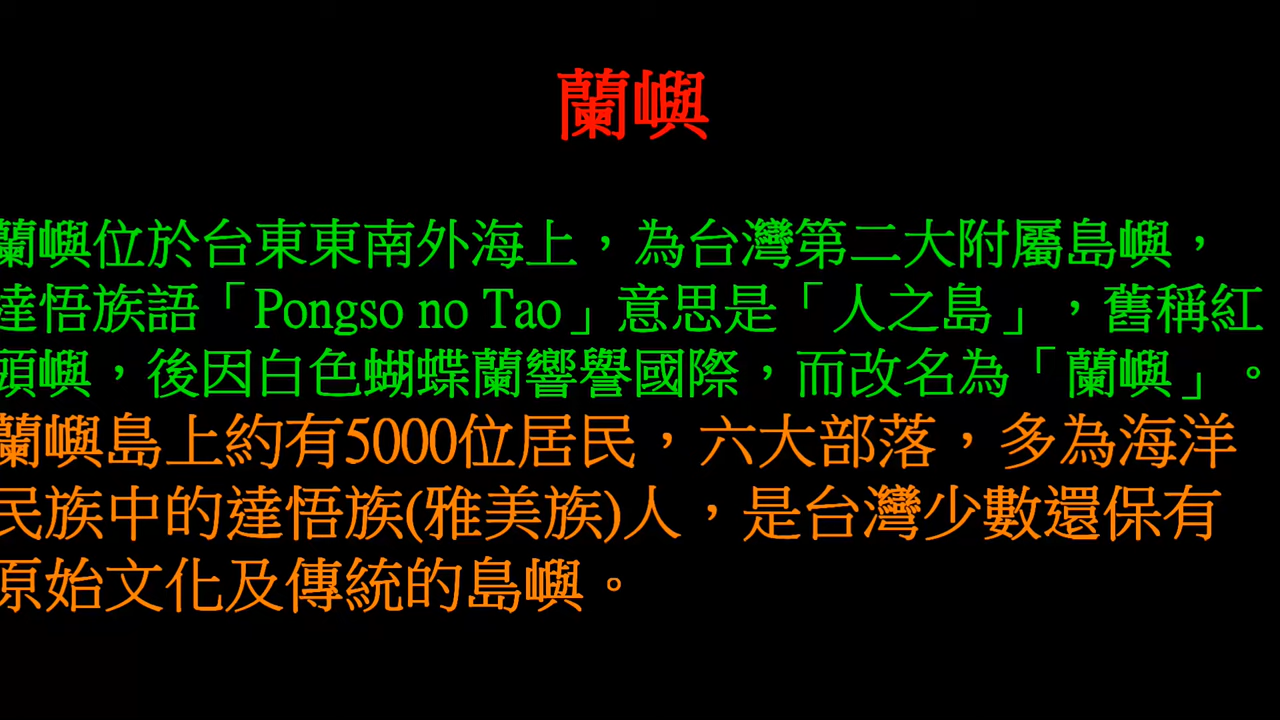 蘭嶼
蘭嶼位於台東東南外海上，為台灣第二大附屬島嶼，
達悟族語「Pongso no Tao」意思是「人之島」，舊稱紅
頭嶼，後因白色蝴蝶蘭響譽國際，而改名為「蘭嶼」。
蘭嶼島上約有5000位居民，六大部落，多為海洋
民族中的達悟族(雅美族)人，是台灣少數還保有
原始文化及傳統的島嶼。